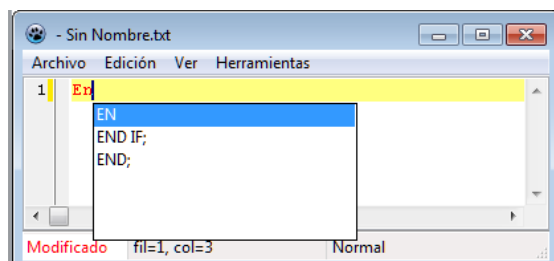 - Sin Nombre.txt
Archivo Edición Ver Herramientas
1 En
EN
END IF;
END;
Modificado fil=1, col=3 Normal